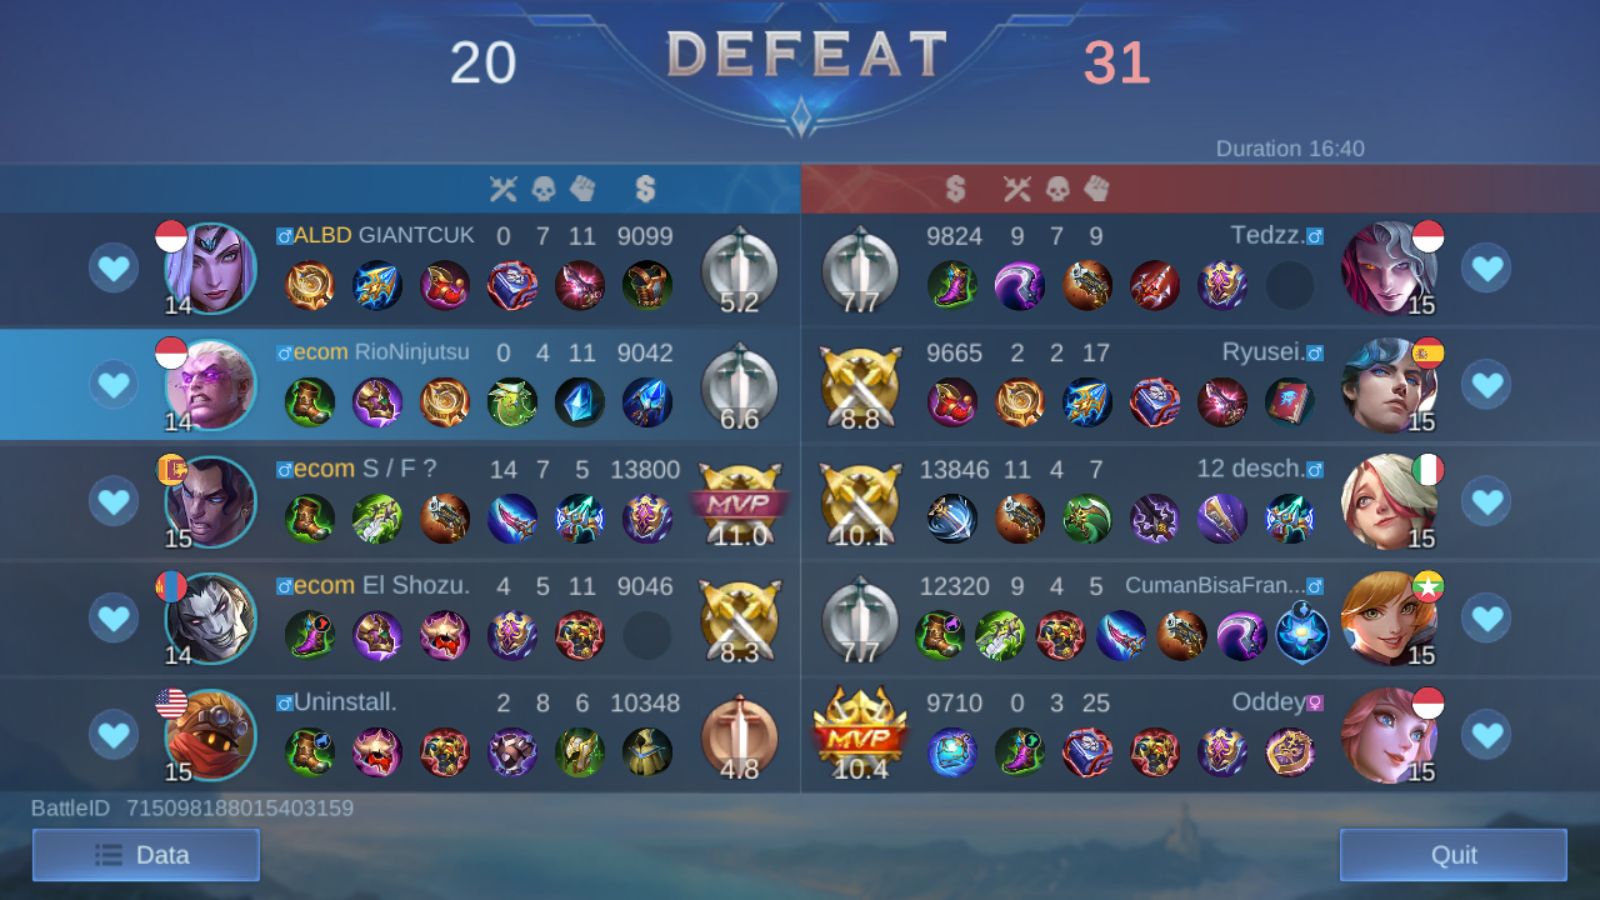 20 DEFEAT 31
Duration 16:40
ALBD GIANTCUK 0 7 11 9099
14 5.2
9824 9 7 9 Tedzz.
7.7 15
ecom RioNinjutsu 0 4 11 9042
14 6.6
9665 2 2 17 Ryusei.
8.8 15
ecom S / F ? 14 7 5 13800
15 MVP 11.0
13846 11 4 7 12 desch.
10.1 15
ecom El Shozu. 4 5 11 9046
14 8.3
12320 9 4 5 CumanBisaFran...
7.7 15
Uninstall. 2 8 6 10348
15 4.8
9710 0 3 25 Oddey
MVP 10.4 15
BattleID 715098188015403159
Data
Quit